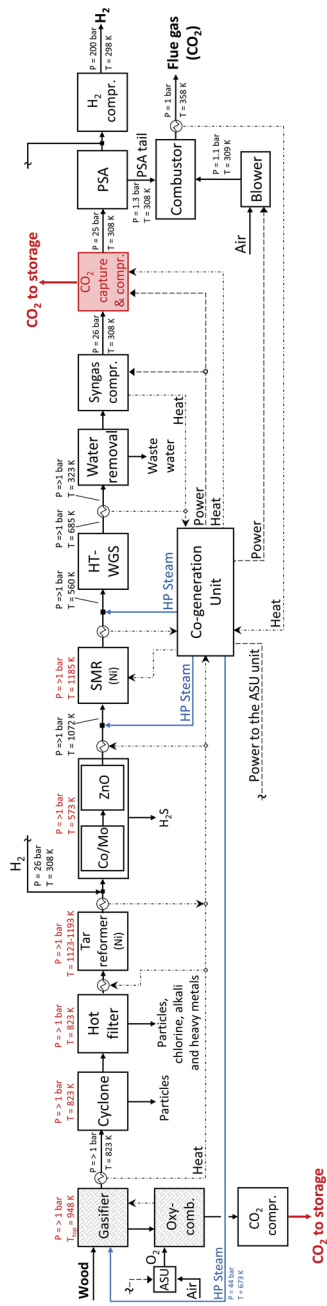 Wood
P = > 1 bar
T_top = 948 K
Gasifier
Oxy-
comb.
O₂
ASU
Air
HP Steam
P = 44 bar
T = 673 K
CO₂
compr.
CO₂ to storage
P = > 1 bar
T = 823 K
Heat
P = > 1 bar
T = 823 K
Cyclone
Particles
P = > 1 bar
T = 823 K
Hot
filter
Particles,
chlorine, alkali
and heavy metals
P = >1 bar
T = 1123-1193 K
Tar
reformer
(Ni)
H₂
P = 26 bar
T = 308 K
P = >1 bar
T = 573 K
Co/Mo
ZnO
H₂S
P =>1 bar
T = 1072 K
HP Steam
P = >1 bar
T = 1185K
SMR
(Ni)
P =>1 bar
T = 560 K
HP Steam
HT-
WGS
P =>1 bar
T = 685 K
P =>1 bar
T = 323 K
Water
removal
Waste
water
Syngas
compr.
Heat
P = 26 bar
T = 308 K
CO₂
capture
& compr.
CO₂ to storage
P = 25 bar
T = 308 K
PSA
P = 1.3 bar
T = 308 K
PSA tail
H₂
compr.
P = 200 bar
T = 298 K
H₂
Combustor
P = 1 bar
T = 358 K
Flue gas
(CO₂)
P = 1.1 bar
T = 309 K
Blower
Air
Co-generation
Unit
Power
Heat
Power
Heat
Power to the ASU unit